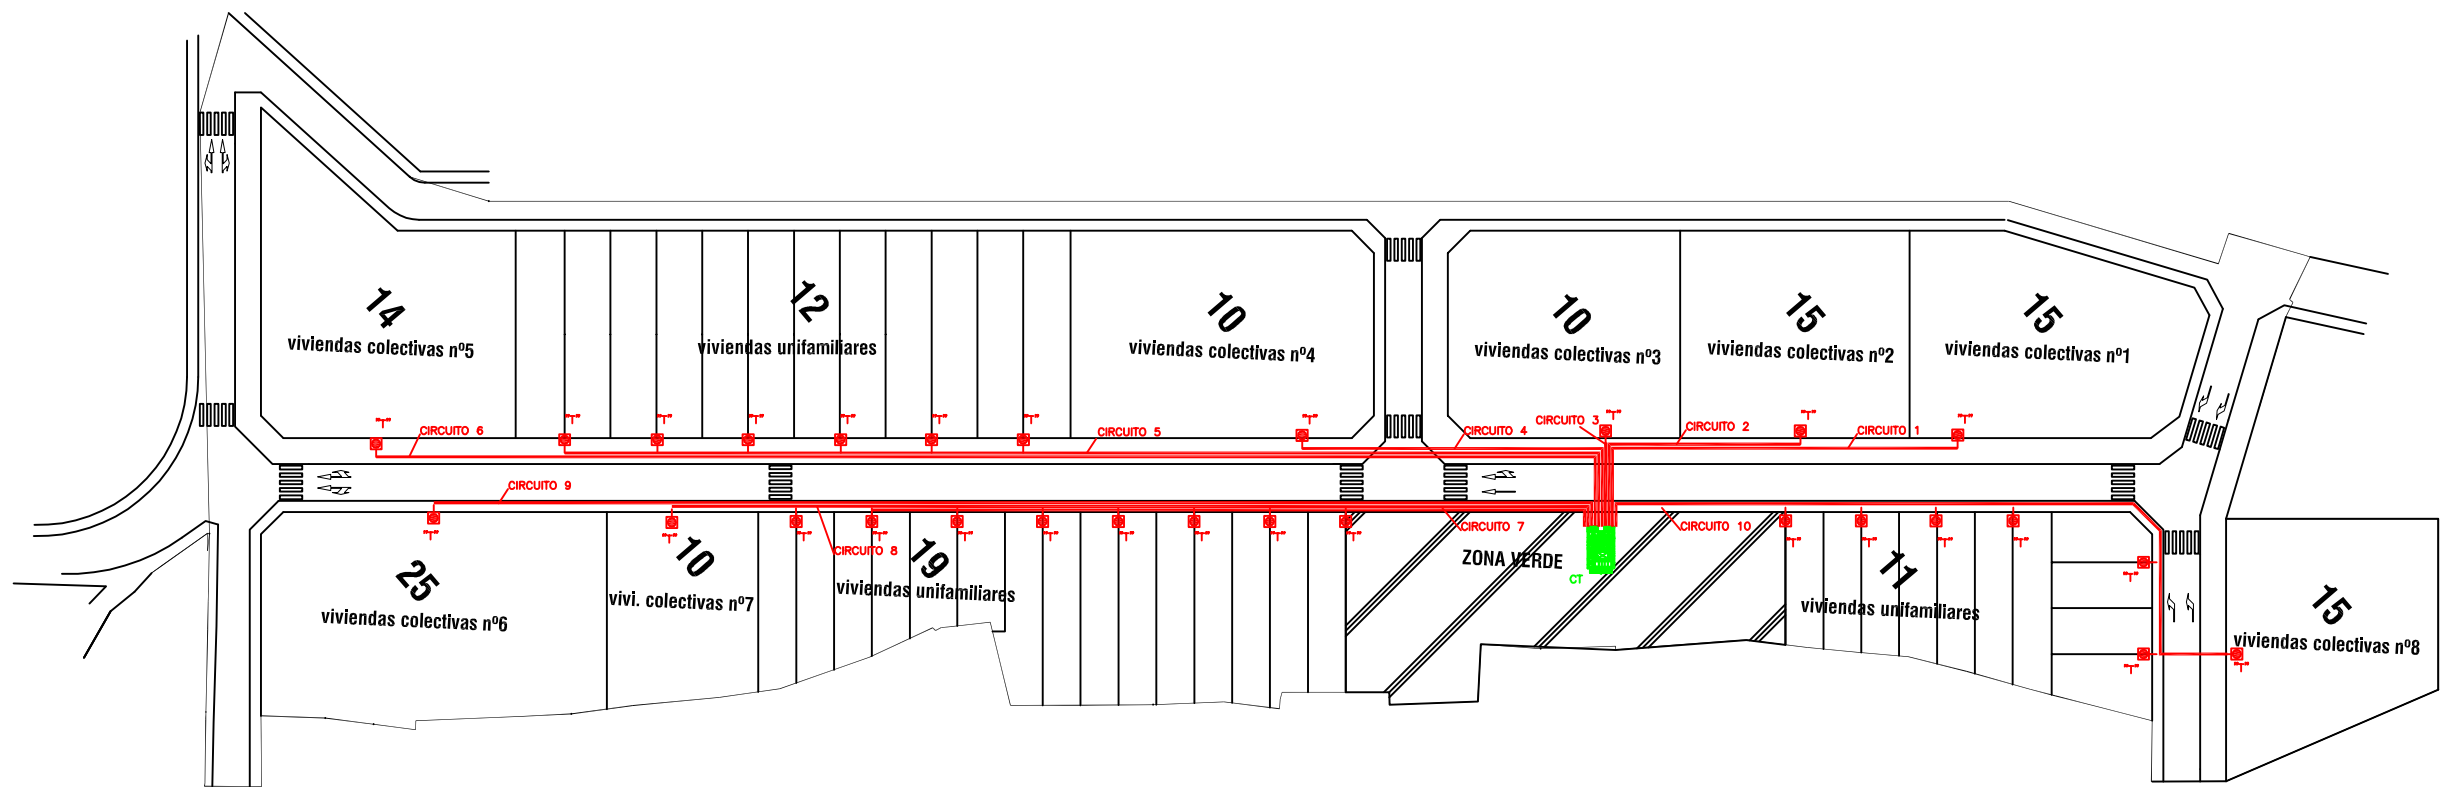 14
viviendas colectivas nº5
12
viviendas unifamiliares
10
viviendas colectivas nº4
10
viviendas colectivas nº3
15
viviendas colectivas nº2
15
viviendas colectivas nº1
"T"
CIRCUITO 6
"T"
"T"
"T"
"T"
"T"
"T"
CIRCUITO 5
"T"
CIRCUITO 4
CIRCUITO 3
"T"
CIRCUITO 2
"T"
CIRCUITO 1
"T"
CIRCUITO 9
"T"
"T"
"T"
CIRCUITO 8
"T"
"T"
"T"
"T"
"T"
"T"
"T"
CIRCUITO 7
CIRCUITO 10
"T"
"T"
"T"
"T"
"T"
"T"
"T"
25
viviendas colectivas nº6
10
vivi. colectivas nº7
19
viviendas unifamiliares
ZONA VERDE
CT
11
viviendas unifamiliares
15
viviendas colectivas nº8